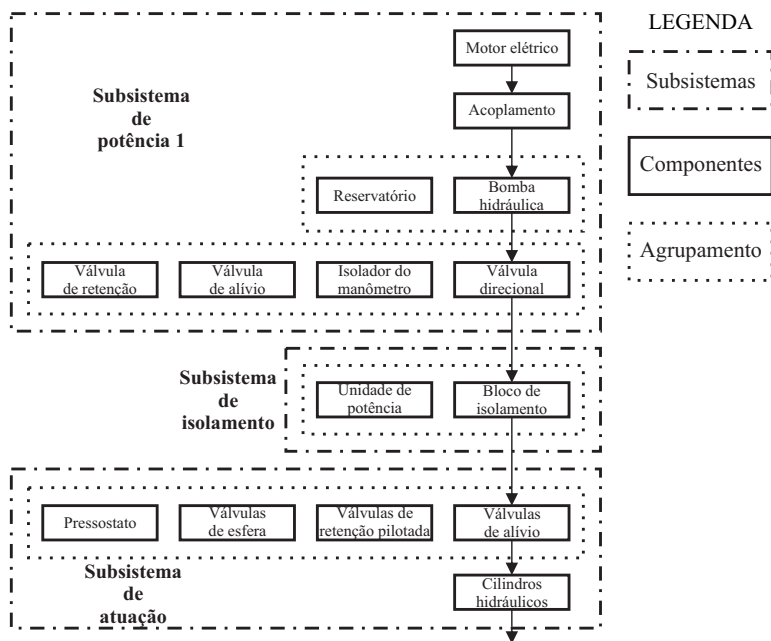 LEGENDA
Subsistemas
Componentes
Agrupamento
Subsistema
de
potência 1
Motor elétrico
Acoplamento
Reservatório
Bomba
hidráulica
Válvula
de retenção
Válvula
de alívio
Isolador do
manômetro
Válvula
direcional
Subsistema
de
isolamento
Unidade de
potência
Bloco de
isolamento
Pressostato
Válvulas
de esfera
Válvulas de
retenção pilotada
Válvulas
de alívio
Subsistema
de
atuação
Cilindros
hidráulicos